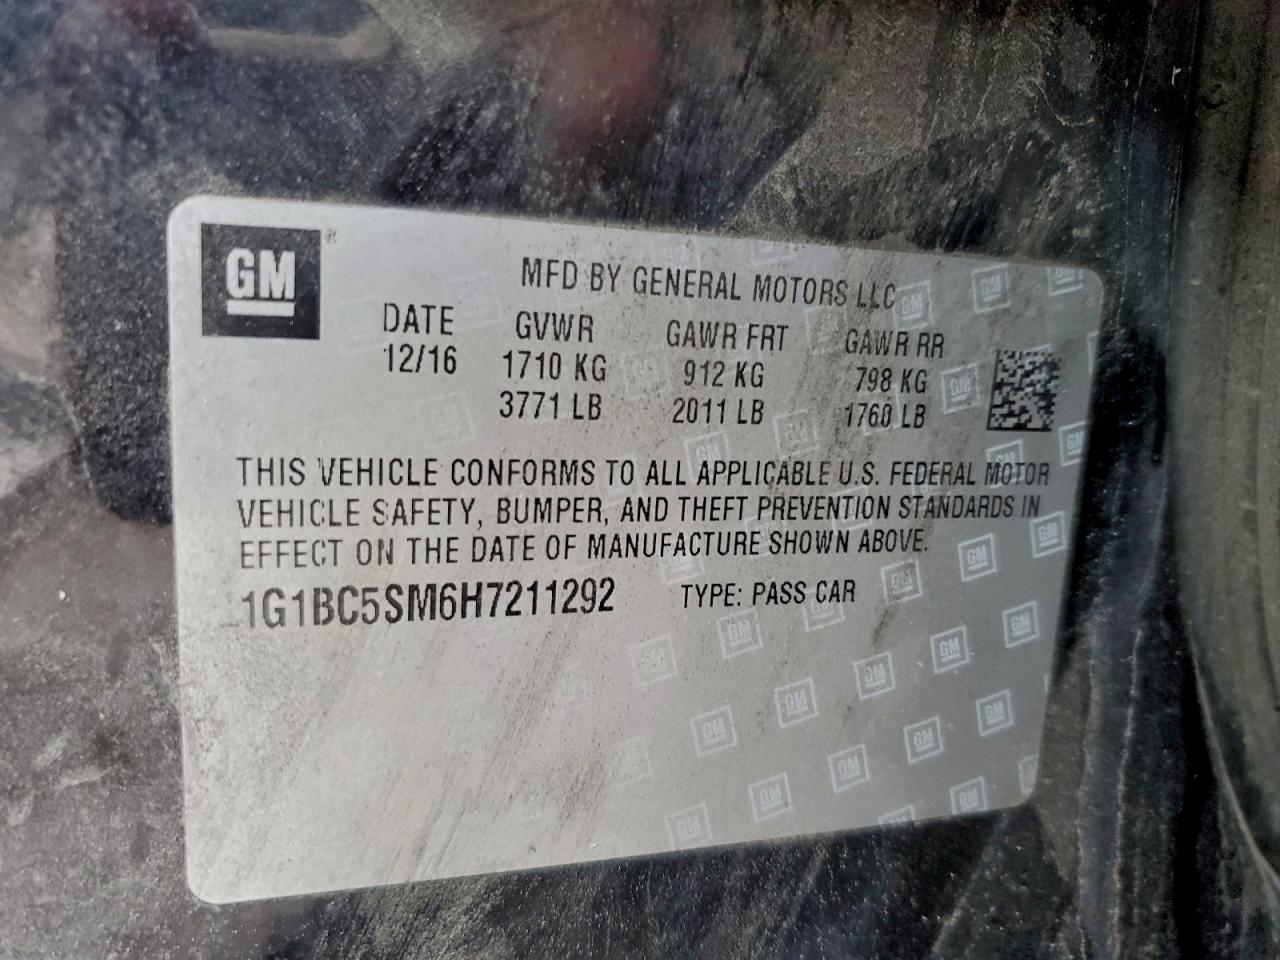 GM
MFD BY GENERAL MOTORS LLC
DATE GVWR GAWR FRT GAWR RR
12/16 1710 KG 912 KG 798 KG
3771 LB 2011 LB 1760 LB
THIS VEHICLE CONFORMS TO ALL APPLICABLE U.S. FEDERAL MOTOR
VEHICLE SAFETY, BUMPER, AND THEFT PREVENTION STANDARDS IN
EFFECT ON THE DATE OF MANUFACTURE SHOWN ABOVE.
1G1BC5SM6H7211292 TYPE: PASS CAR